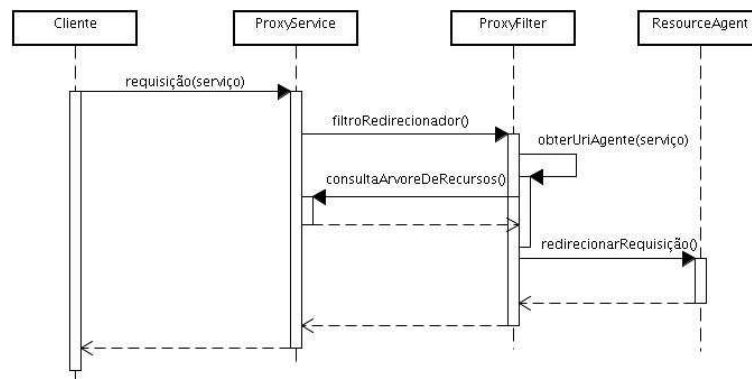 Cliente
ProxyService
ProxyFilter
ResourceAgent
requisição(serviço)
filtroRedirecionador()
obterUriAgente(serviço)
consultaArvoreDeRecursos()
redirecionarRequisição()